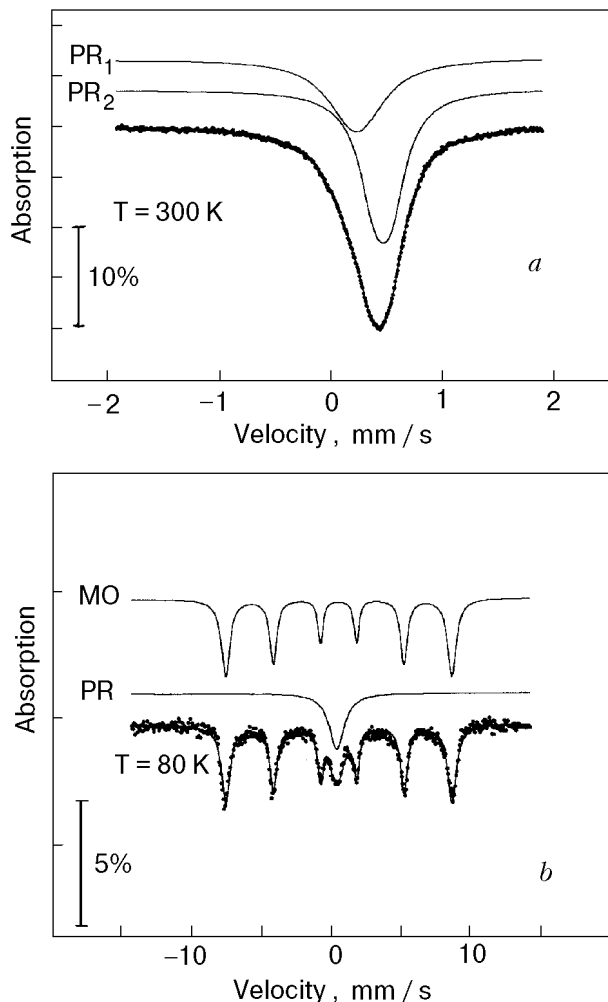 PR₁
PR₂
T = 300 K
10%
a
Absorption
−2 −1 0 1 2
Velocity , mm / s
MO
PR
T = 80 K
5%
b
Absorption
−10 0 10
Velocity , mm / s